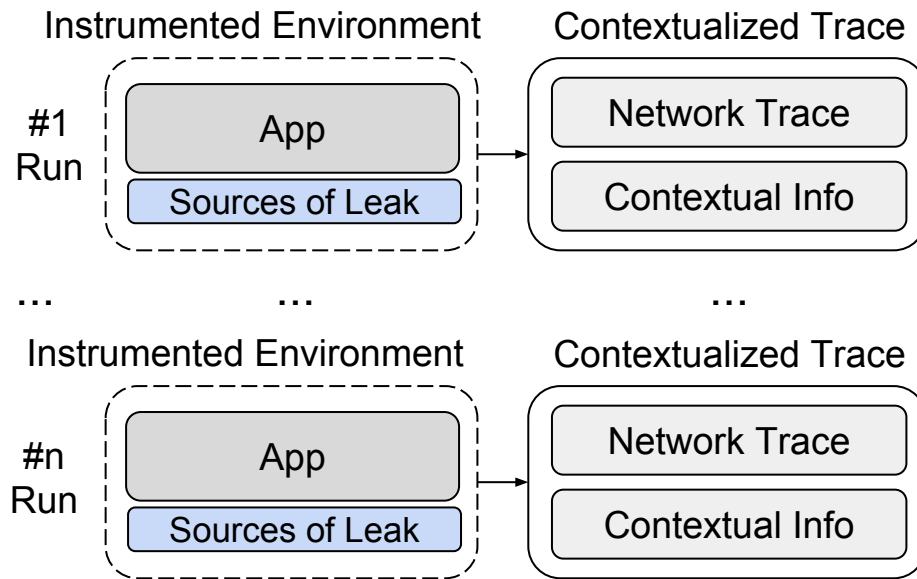 Instrumented Environment
Contextualized Trace
#1
Run
App
Sources of Leak
Network Trace
Contextual Info
...
...
...
Instrumented Environment
Contextualized Trace
#n
Run
App
Sources of Leak
Network Trace
Contextual Info